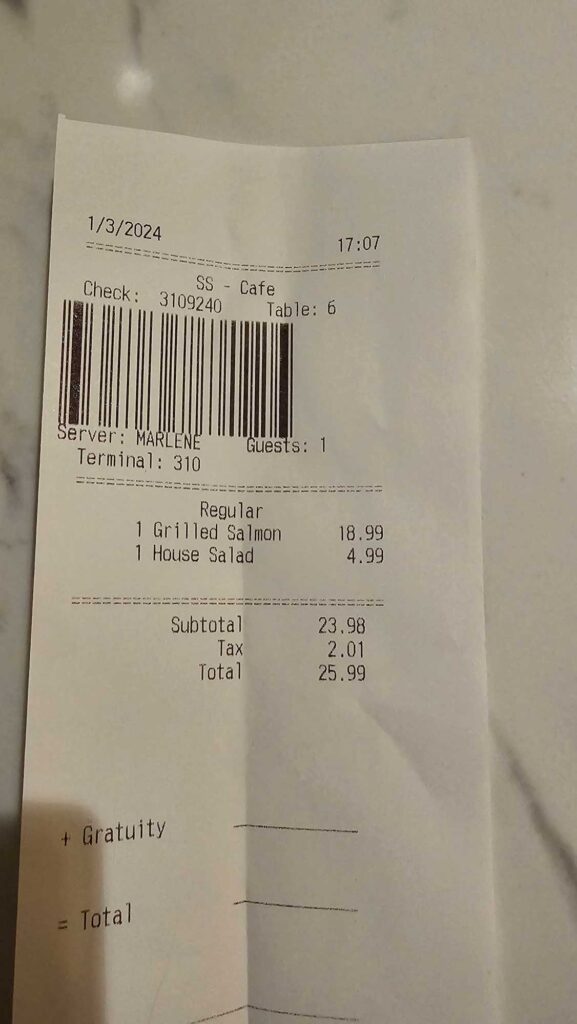 1/3/2024 17:07
SS - Cafe
Check: 3109240 Table: 6
Server: MARLENE Guests: 1
Terminal: 310
Regular
1 Grilled Salmon 18.99
1 House Salad 4.99
Subtotal 23.98
Tax 2.01
Total 25.99
+ Gratuity
= Total